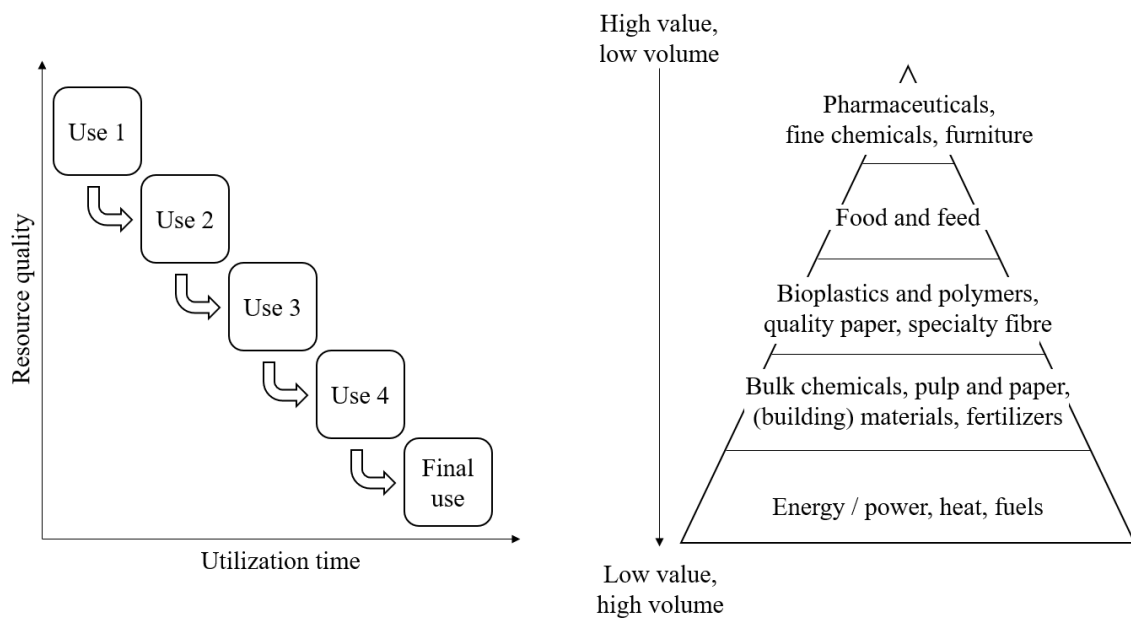 Resource quality
Use 1
Use 2
Use 3
Use 4
Final
use
Utilization time
High value,
low volume
Pharmaceuticals,
fine chemicals, furniture
Food and feed
Bioplastics and polymers,
quality paper, specialty fibre
Bulk chemicals, pulp and paper,
(building) materials, fertilizers
Energy / power, heat, fuels
Low value,
high volume